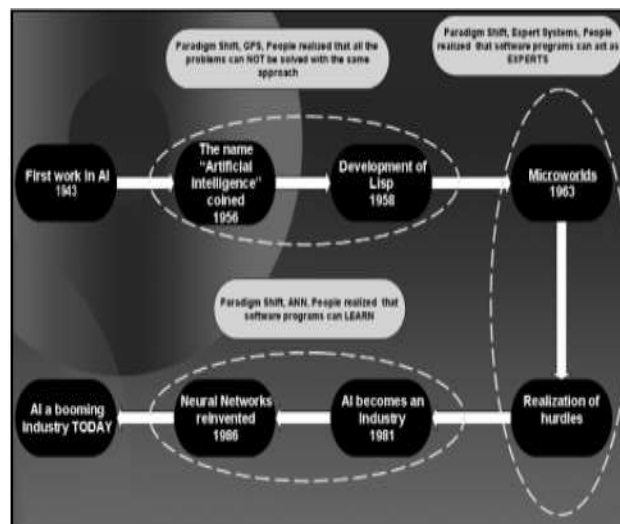 Paradigm Shift, GPS, People realized that all the
problems can NOT be solved with the same
approach
Paradigm Shift, Expert Systems, People
realized that software programs can act as
EXPERTS
First work in AI
1943
The name
"Artificial
Intelligence"
coined
1956
Development of
Lisp
1958
Microworlds
1963
Paradigm Shift, ANN, People realized that
software programs can LEARN
AI a booming
Industry TODAY
Neural Networks
reinvented
1986
AI becomes an
Industry
1981
Realization of
hurdles